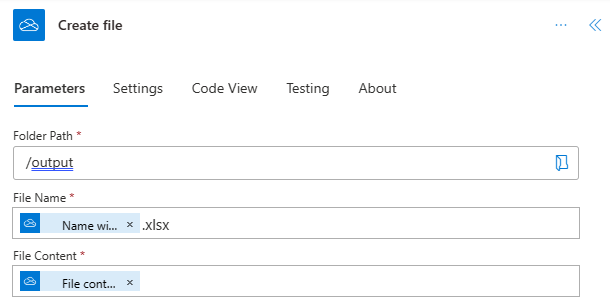 Create file
Parameters Settings Code View Testing About
Folder Path *
/output
File Name *
Name wi... × .xlsx
File Content *
File cont... ×